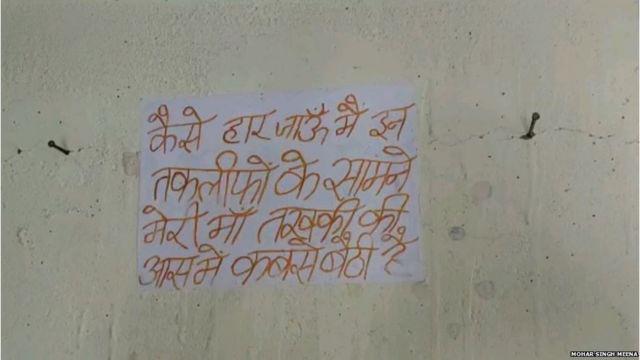 कैसे हार जाऊँ मैं इन
तकलीफों के सामने
मेरी माँ तरक्की की
आस में कबसे बैठी है
MOHAR SINGH MEENA